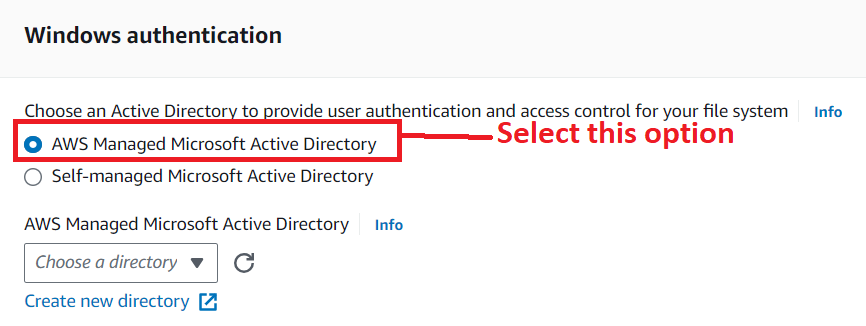 Windows authentication
Choose an Active Directory to provide user authentication and access control for your file system Info
AWS Managed Microsoft Active Directory Select this option
Self-managed Microsoft Active Directory
AWS Managed Microsoft Active Directory Info
Choose a directory
Create new directory